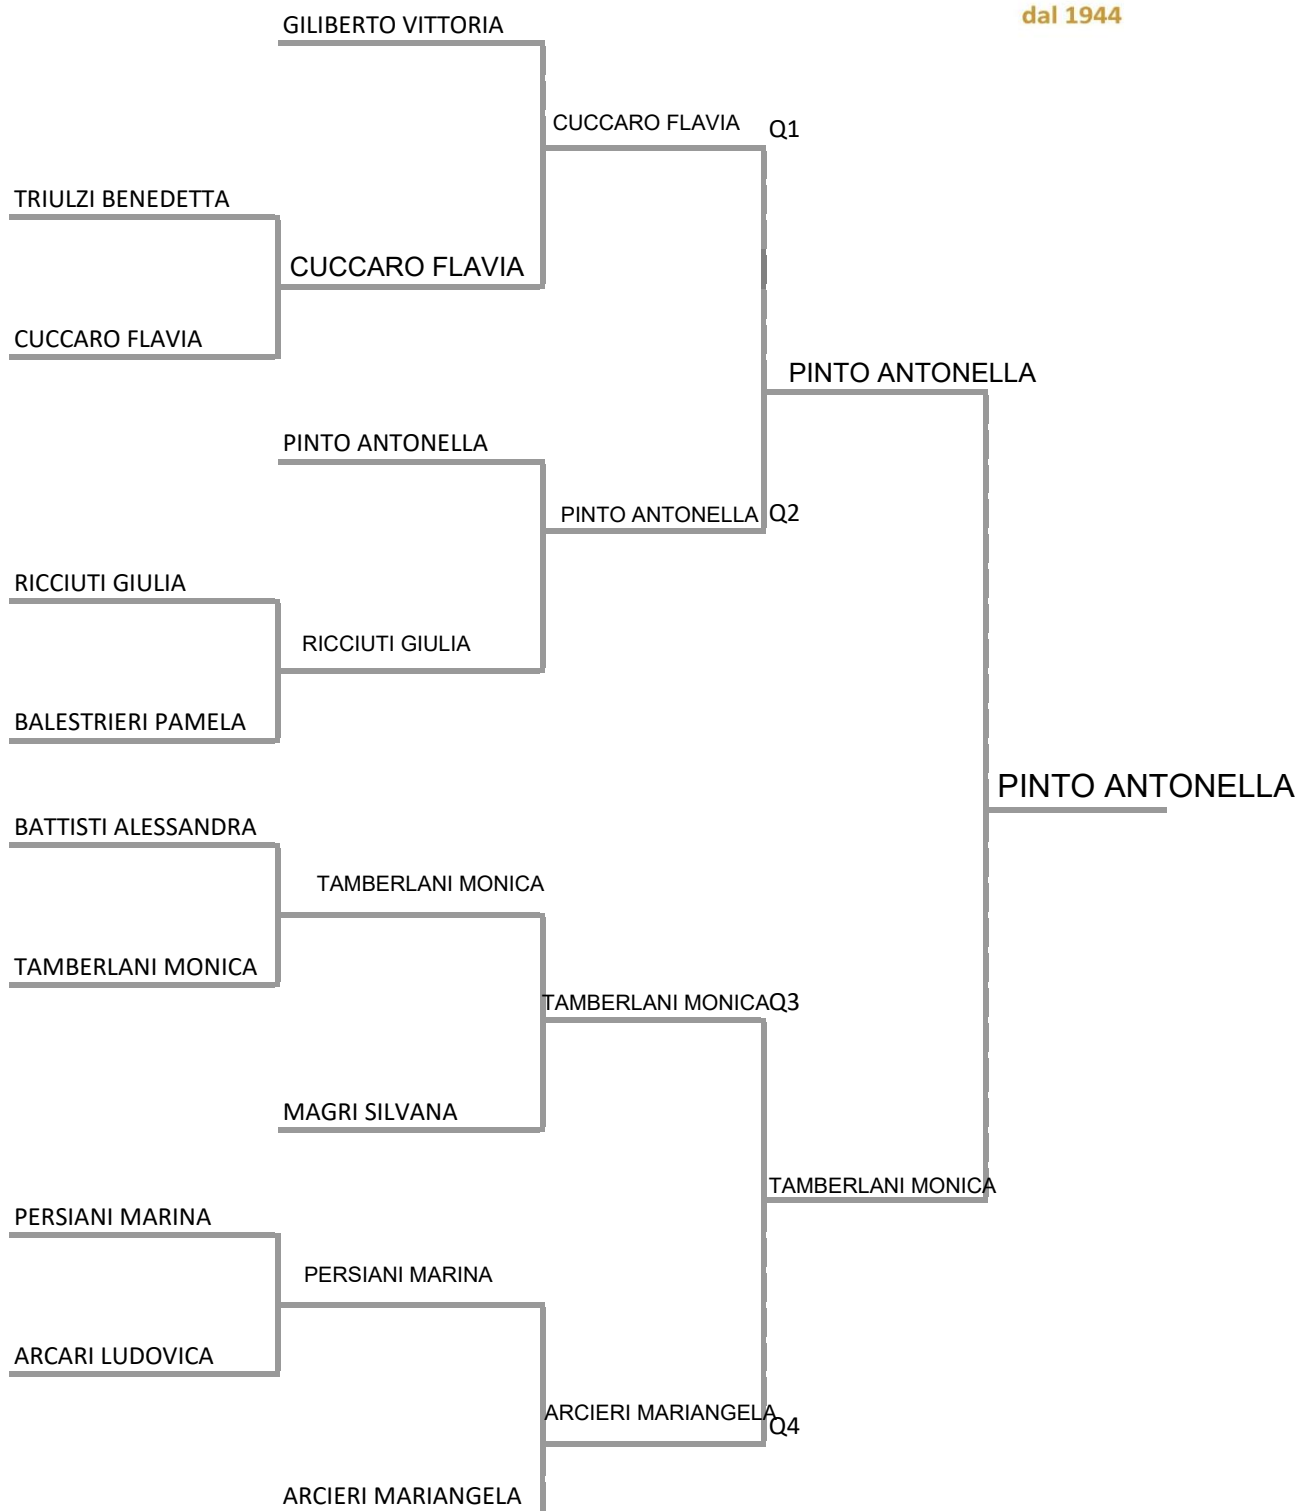 dal 1944
GILIBERTO VITTORIA
CUCCARO FLAVIA
Q1
TRIULZI BENEDETTA
CUCCARO FLAVIA
CUCCARO FLAVIA
PINTO ANTONELLA
PINTO ANTONELLA
PINTO ANTONELLA
Q2
RICCIUTI GIULIA
RICCIUTI GIULIA
BALESTRIERI PAMELA
PINTO ANTONELLA
BATTISTI ALESSANDRA
TAMBERLANI MONICA
TAMBERLANI MONICA
TAMBERLANI MONICA
Q3
MAGRI SILVANA
TAMBERLANI MONICA
PERSIANI MARINA
PERSIANI MARINA
ARCARI LUDOVICA
ARCIERI MARIANGELA
Q4
ARCIERI MARIANGELA